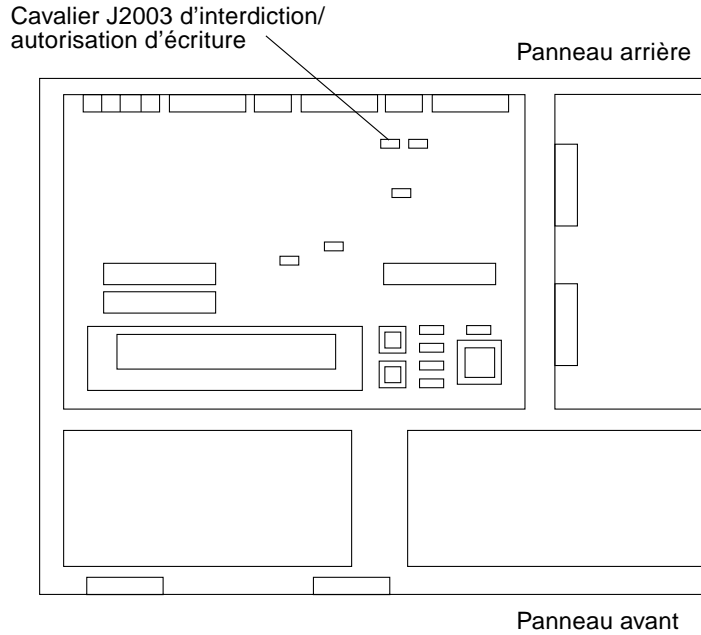 Cavalier J2003 d'interdiction/
autorisation d'écriture
Panneau arrière
Panneau avant